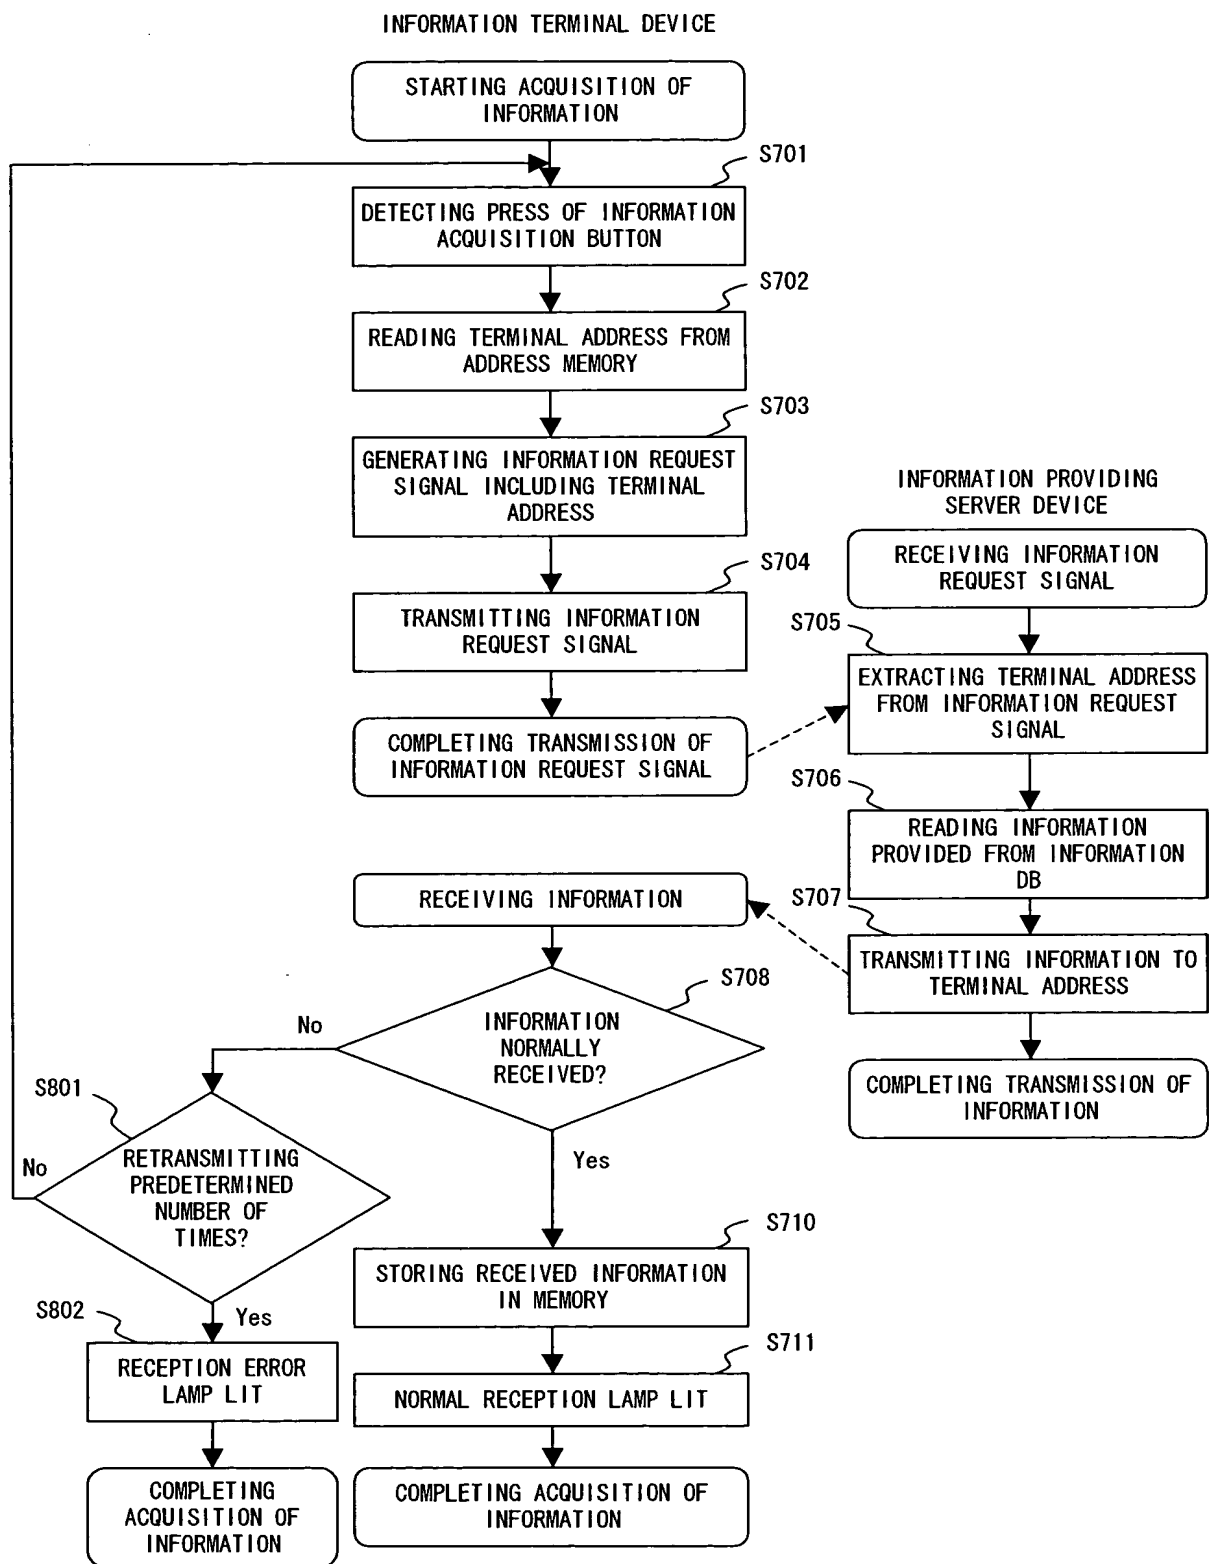 INFORMATION TERMINAL DEVICE
STARTING ACQUISITION OF
INFORMATION
S701
DETECTING PRESS OF INFORMATION
ACQUISITION BUTTON
S702
READING TERMINAL ADDRESS FROM
ADDRESS MEMORY
S703
GENERATING INFORMATION REQUEST
SIGNAL INCLUDING TERMINAL
ADDRESS
S704
TRANSMITTING INFORMATION
REQUEST SIGNAL
COMPLETING TRANSMISSION OF
INFORMATION REQUEST SIGNAL
INFORMATION PROVIDING
SERVER DEVICE
RECEIVING INFORMATION
REQUEST SIGNAL
S705
EXTRACTING TERMINAL ADDRESS
FROM INFORMATION REQUEST
SIGNAL
S706
READING INFORMATION
PROVIDED FROM INFORMATION
DB
S707
TRANSMITTING INFORMATION TO
TERMINAL ADDRESS
COMPLETING TRANSMISSION OF
INFORMATION
RECEIVING INFORMATION
S708
INFORMATION
NORMALLY
RECEIVED?
No
Yes
S801
RETRANSMITTING
PREDETERMINED
NUMBER OF
TIMES?
No
Yes
S802
RECEPTION ERROR
LAMP LIT
COMPLETING
ACQUISITION OF
INFORMATION
S710
STORING RECEIVED INFORMATION
IN MEMORY
S711
NORMAL RECEPTION LAMP LIT
COMPLETING ACQUISITION OF
INFORMATION